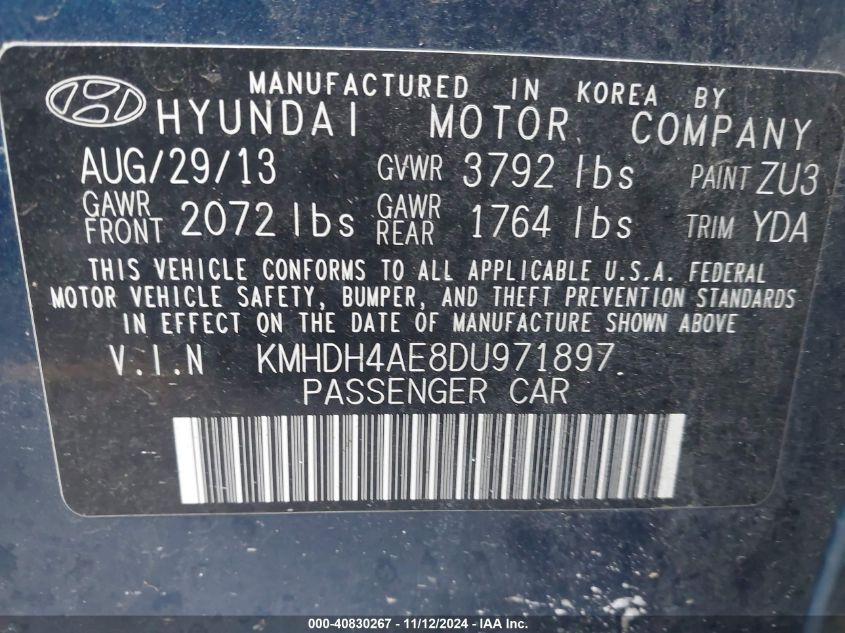 MANUFACTURED IN KOREA BY
HYUNDAI MOTOR COMPANY
AUG/29/13 GVWR 3792 lbs PAINT ZU3
GAWR FRONT 2072 lbs GAWR REAR 1764 lbs TRIM YDA
THIS VEHICLE CONFORMS TO ALL APPLICABLE U.S.A. FEDERAL
MOTOR VEHICLE SAFETY, BUMPER, AND THEFT PREVENTION STANDARDS
IN EFFECT ON THE DATE OF MANUFACTURE SHOWN ABOVE
V.I.N KMHDH4AE8DU971897
PASSENGER CAR
000-40830267 - 11/12/2024 - IAA Inc.